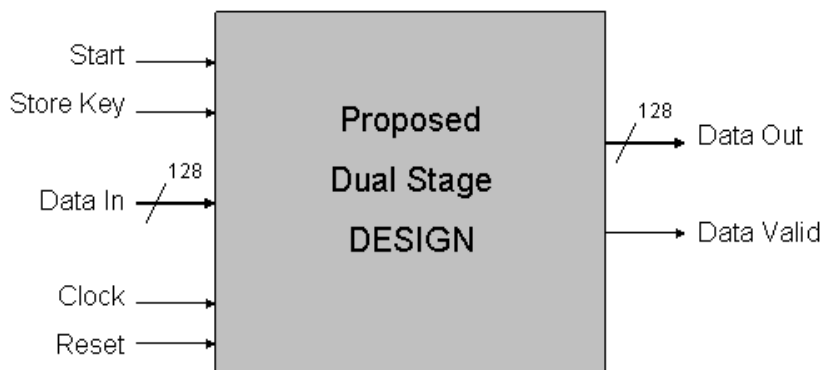 Start
Store Key
128
Data In
Clock
Reset
Proposed
Dual Stage
DESIGN
128
Data Out
Data Valid